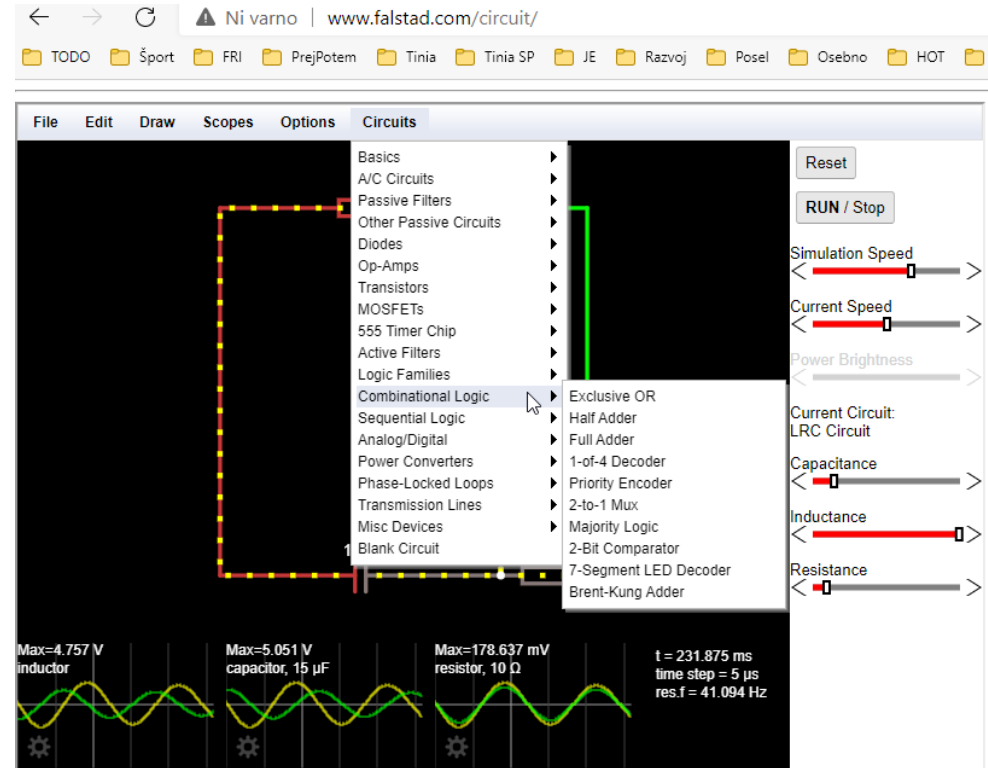 Ni varno | www.falstad.com/circuit/
TODO Šport FRI PrejPotem Tinia Tinia SP JE Razvoj Posel Osebno HOT
File Edit Draw Scopes Options Circuits
Basics
A/C Circuits
Passive Filters
Other Passive Circuits
Diodes
Op-Amps
Transistors
MOSFETs
555 Timer Chip
Active Filters
Logic Families
Combinational Logic
Sequential Logic
Analog/Digital
Power Converters
Phase-Locked Loops
Transmission Lines
Misc Devices
Blank Circuit
1
Exclusive OR
Half Adder
Full Adder
1-of-4 Decoder
Priority Encoder
2-to-1 Mux
Majority Logic
2-Bit Comparator
7-Segment LED Decoder
Brent-Kung Adder
Reset
RUN / Stop
Simulation Speed
Current Speed
Power Brightness
Current Circuit:
LRC Circuit
Capacitance
Inductance
Resistance
Max=4.757 V
inductor
Max=5.051 V
capacitor, 15 μF
Max=178.637 mV
resistor, 10 Ω
t = 231.875 ms
time step = 5 μs
res.f = 41.094 Hz